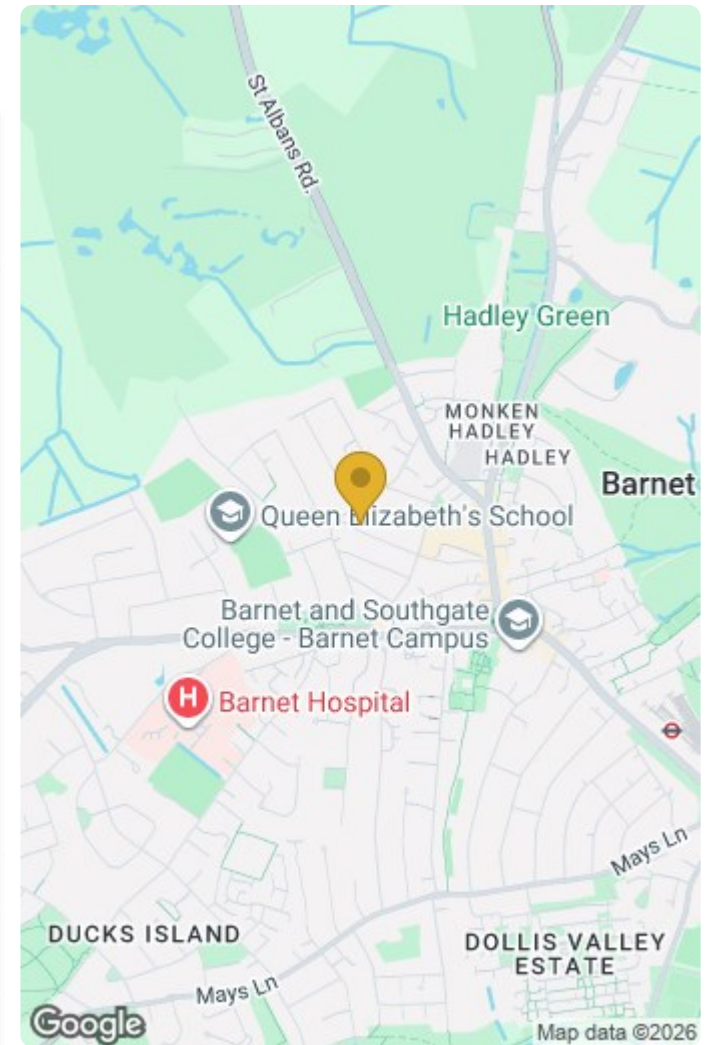 St Albans Rd.
Hadley Green
MONKEN
HADLEY
HADLEY
Barnet
Queen Elizabeth's School
Barnet and Southgate
College - Barnet Campus
H
Barnet Hospital
Mays Ln
DUCKS ISLAND
DOLLIS VALLEY
ESTATE
Mays Ln
Google
Map data ©2026